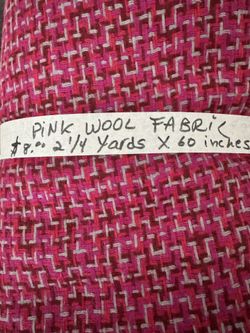 PiNK WOOL FABRiC
$8.00 2 1/4 Yards X 60 inches